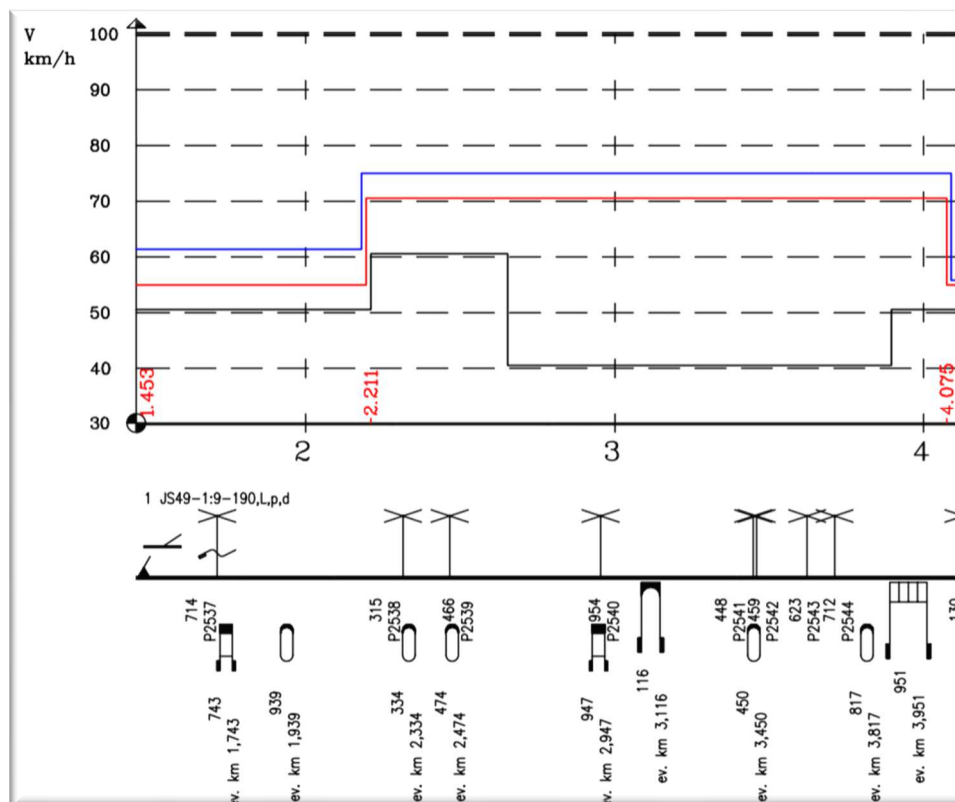 V
km/h
100
90
80
70
60
50
40
30
1.453
2.211
4.075
2
3
4
1 JS49-1:9-190,L,p,d
714
P2537
315
P2538
466
P2539
954
P2540
448
P2541
459
P2542
623
P2543
712
P2544
743
ev. km 1,743
939
ev. km 1,939
334
ev. km 2,334
474
ev. km 2,474
947
ev. km 2,947
116
ev. km 3,116
450
ev. km 3,450
817
ev. km 3,817
951
ev. km 3,951